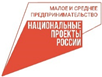 МАЛОЕ И СРЕДНЕЕ
ПРЕДПРИНИМАТЕЛЬСТВО
НАЦИОНАЛЬНЫЕ
ПРОЕКТЫ
РОССИИ